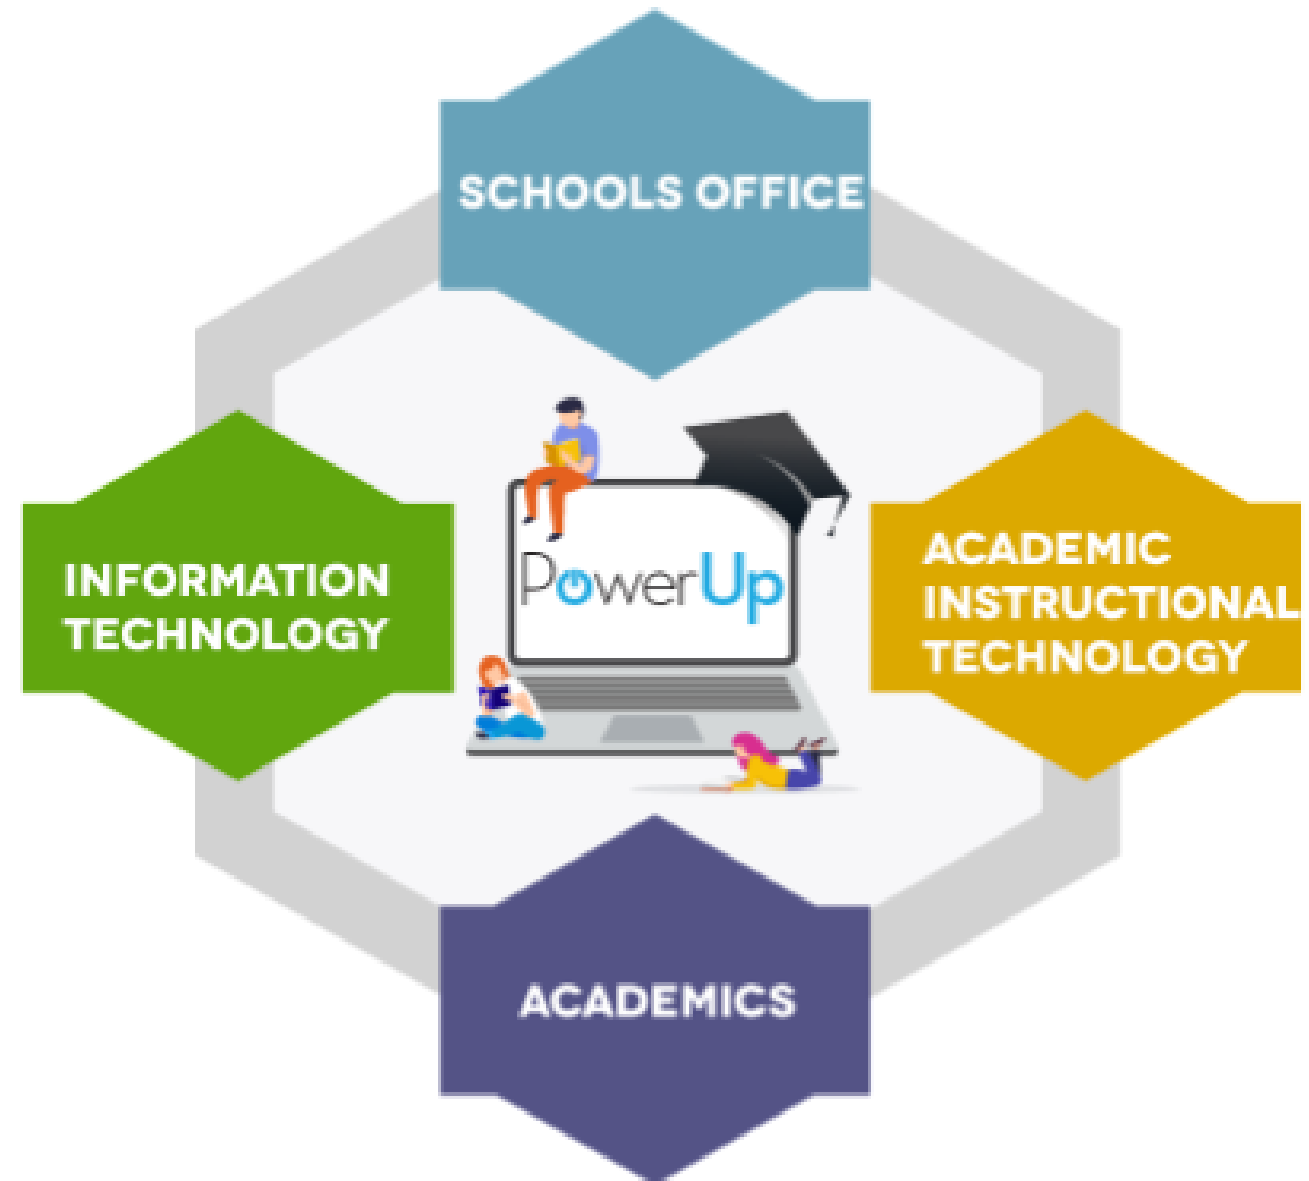 SCHOOLS OFFICE
INFORMATION
TECHNOLOGY
PowerUp
ACADEMIC
INSTRUCTIONAL
TECHNOLOGY
ACADEMICS